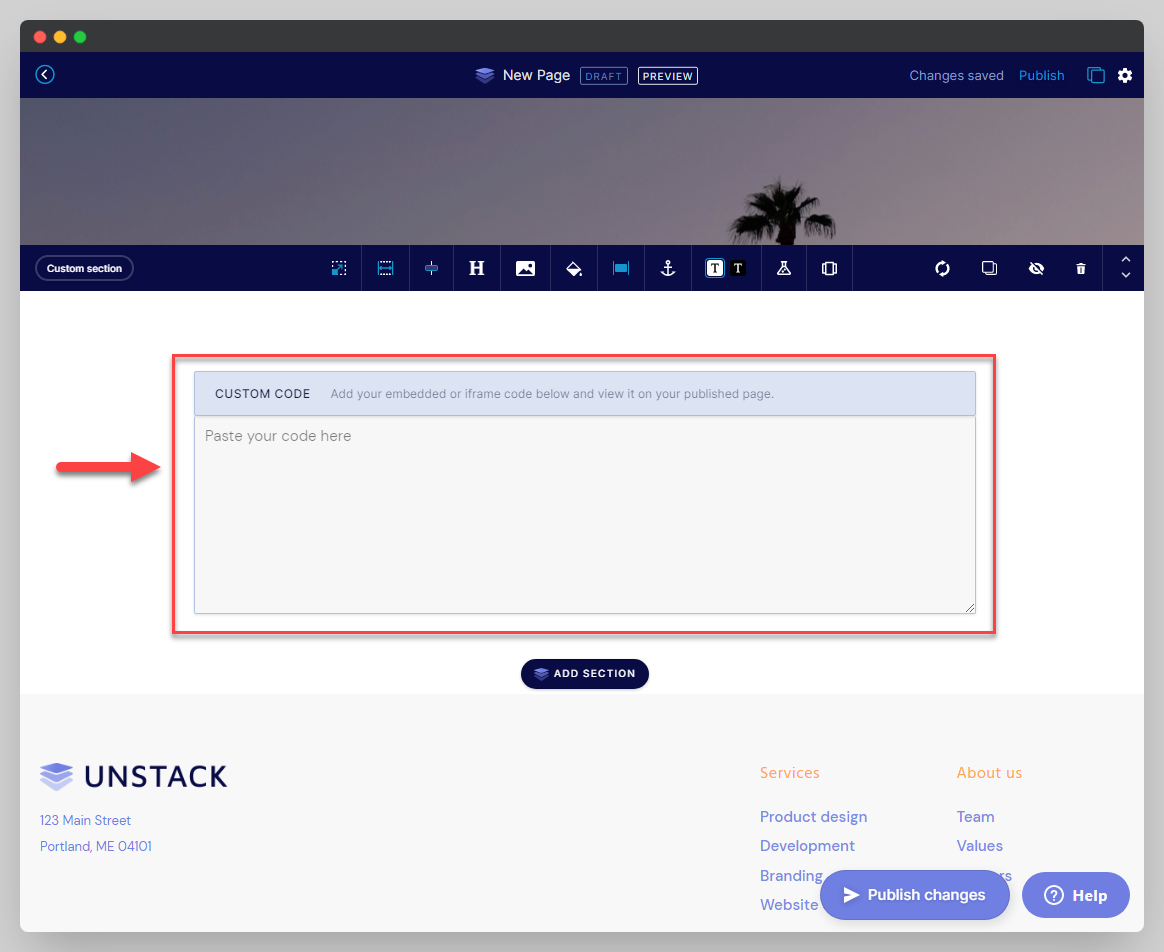 New Page DRAFT PREVIEW Changes saved Publish
Custom section H T T
CUSTOM CODE Add your embedded or iframe code below and view it on your published page.
Paste your code here
ADD SECTION
UNSTACK
Services About us
123 Main Street Product design Team
Portland, ME 04101 Development Values
Branding
Website
Publish changes
Help